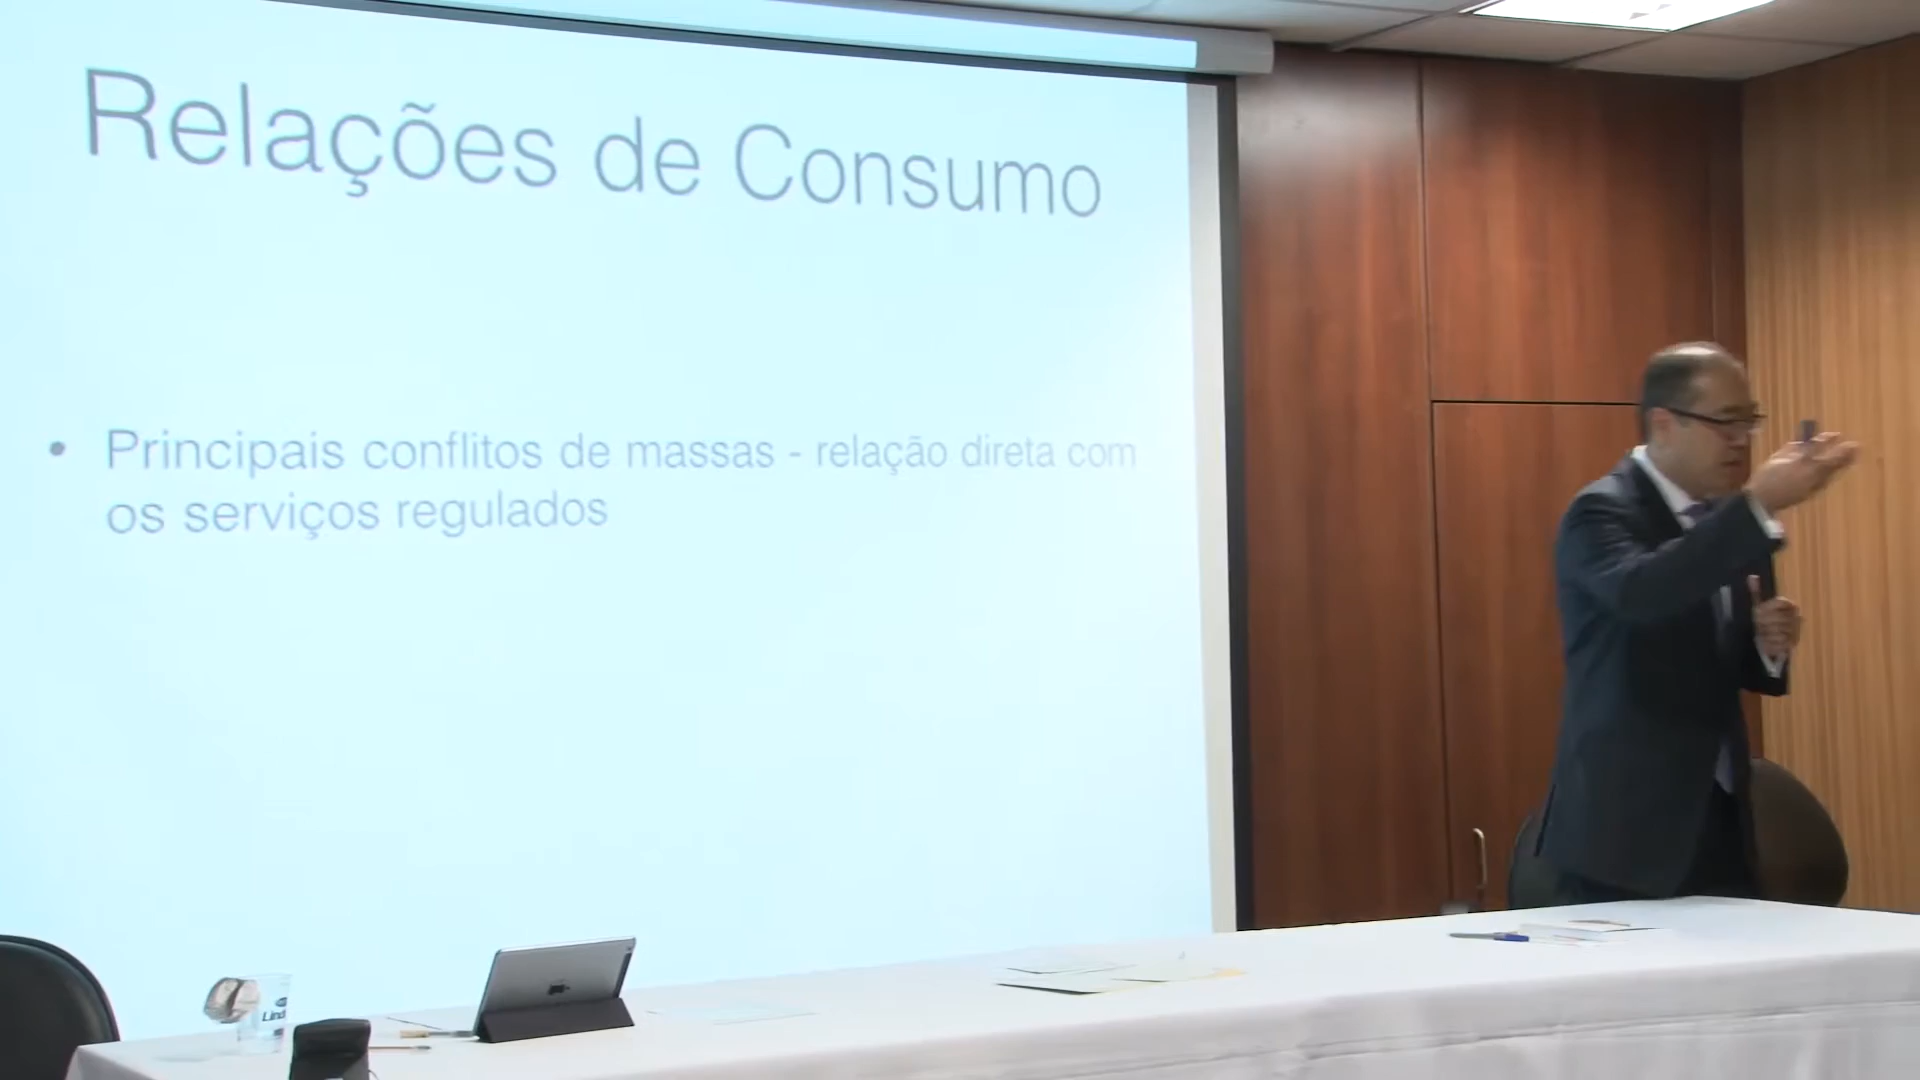 Relações de Consumo
• Principais conflitos de massas - relação direta com
os serviços regulados